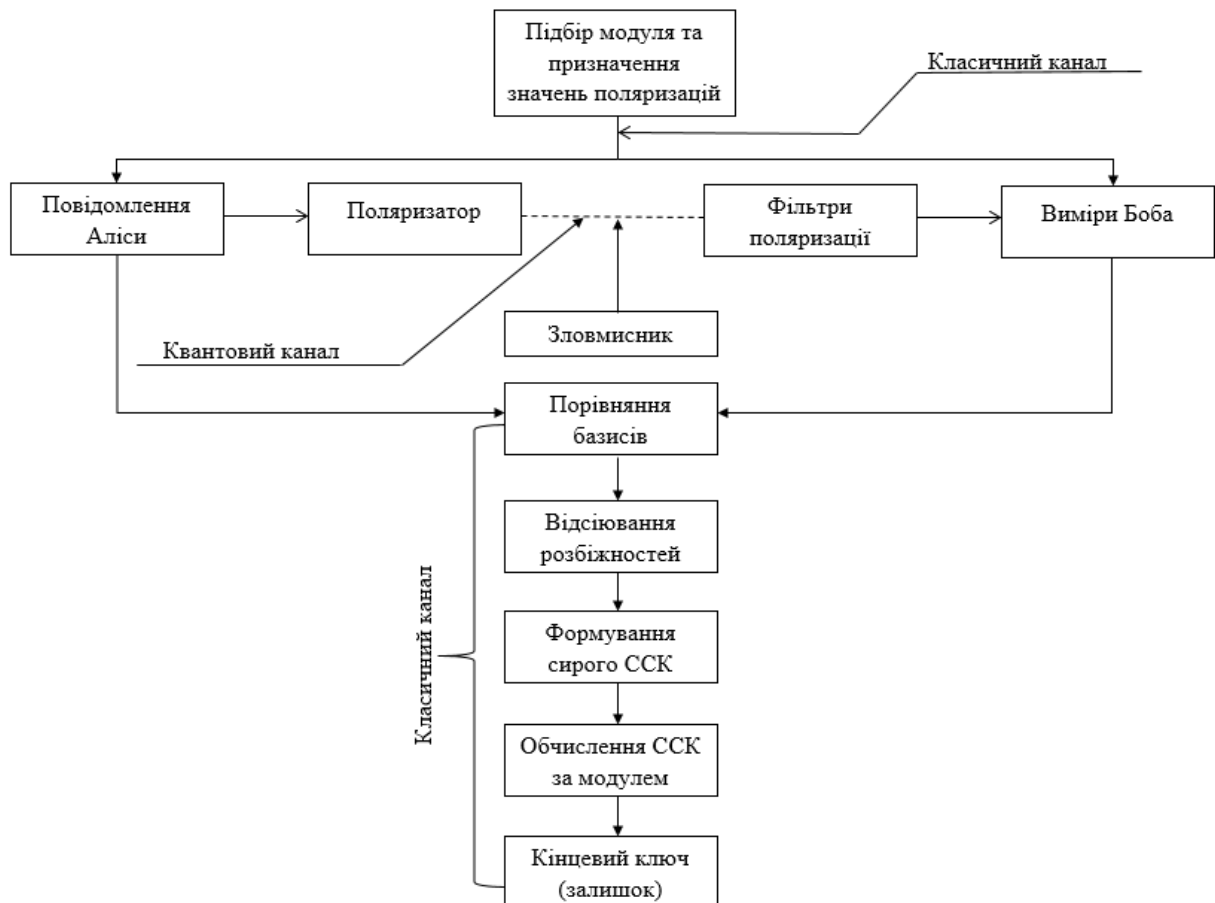 Підбір модуля та
призначення
значень поляризацій
Класичний канал
Повідомлення
Аліси
Поляризатор
Фільтри
поляризації
Виміри Боба
Зловмисник
Квантовий канал
Порівняння
базисів
Відсіювання
розбіжностей
Класичний канал
Формування
сирого ССК
Обчислення ССК
за модулем
Кінцевий ключ
(залишок)